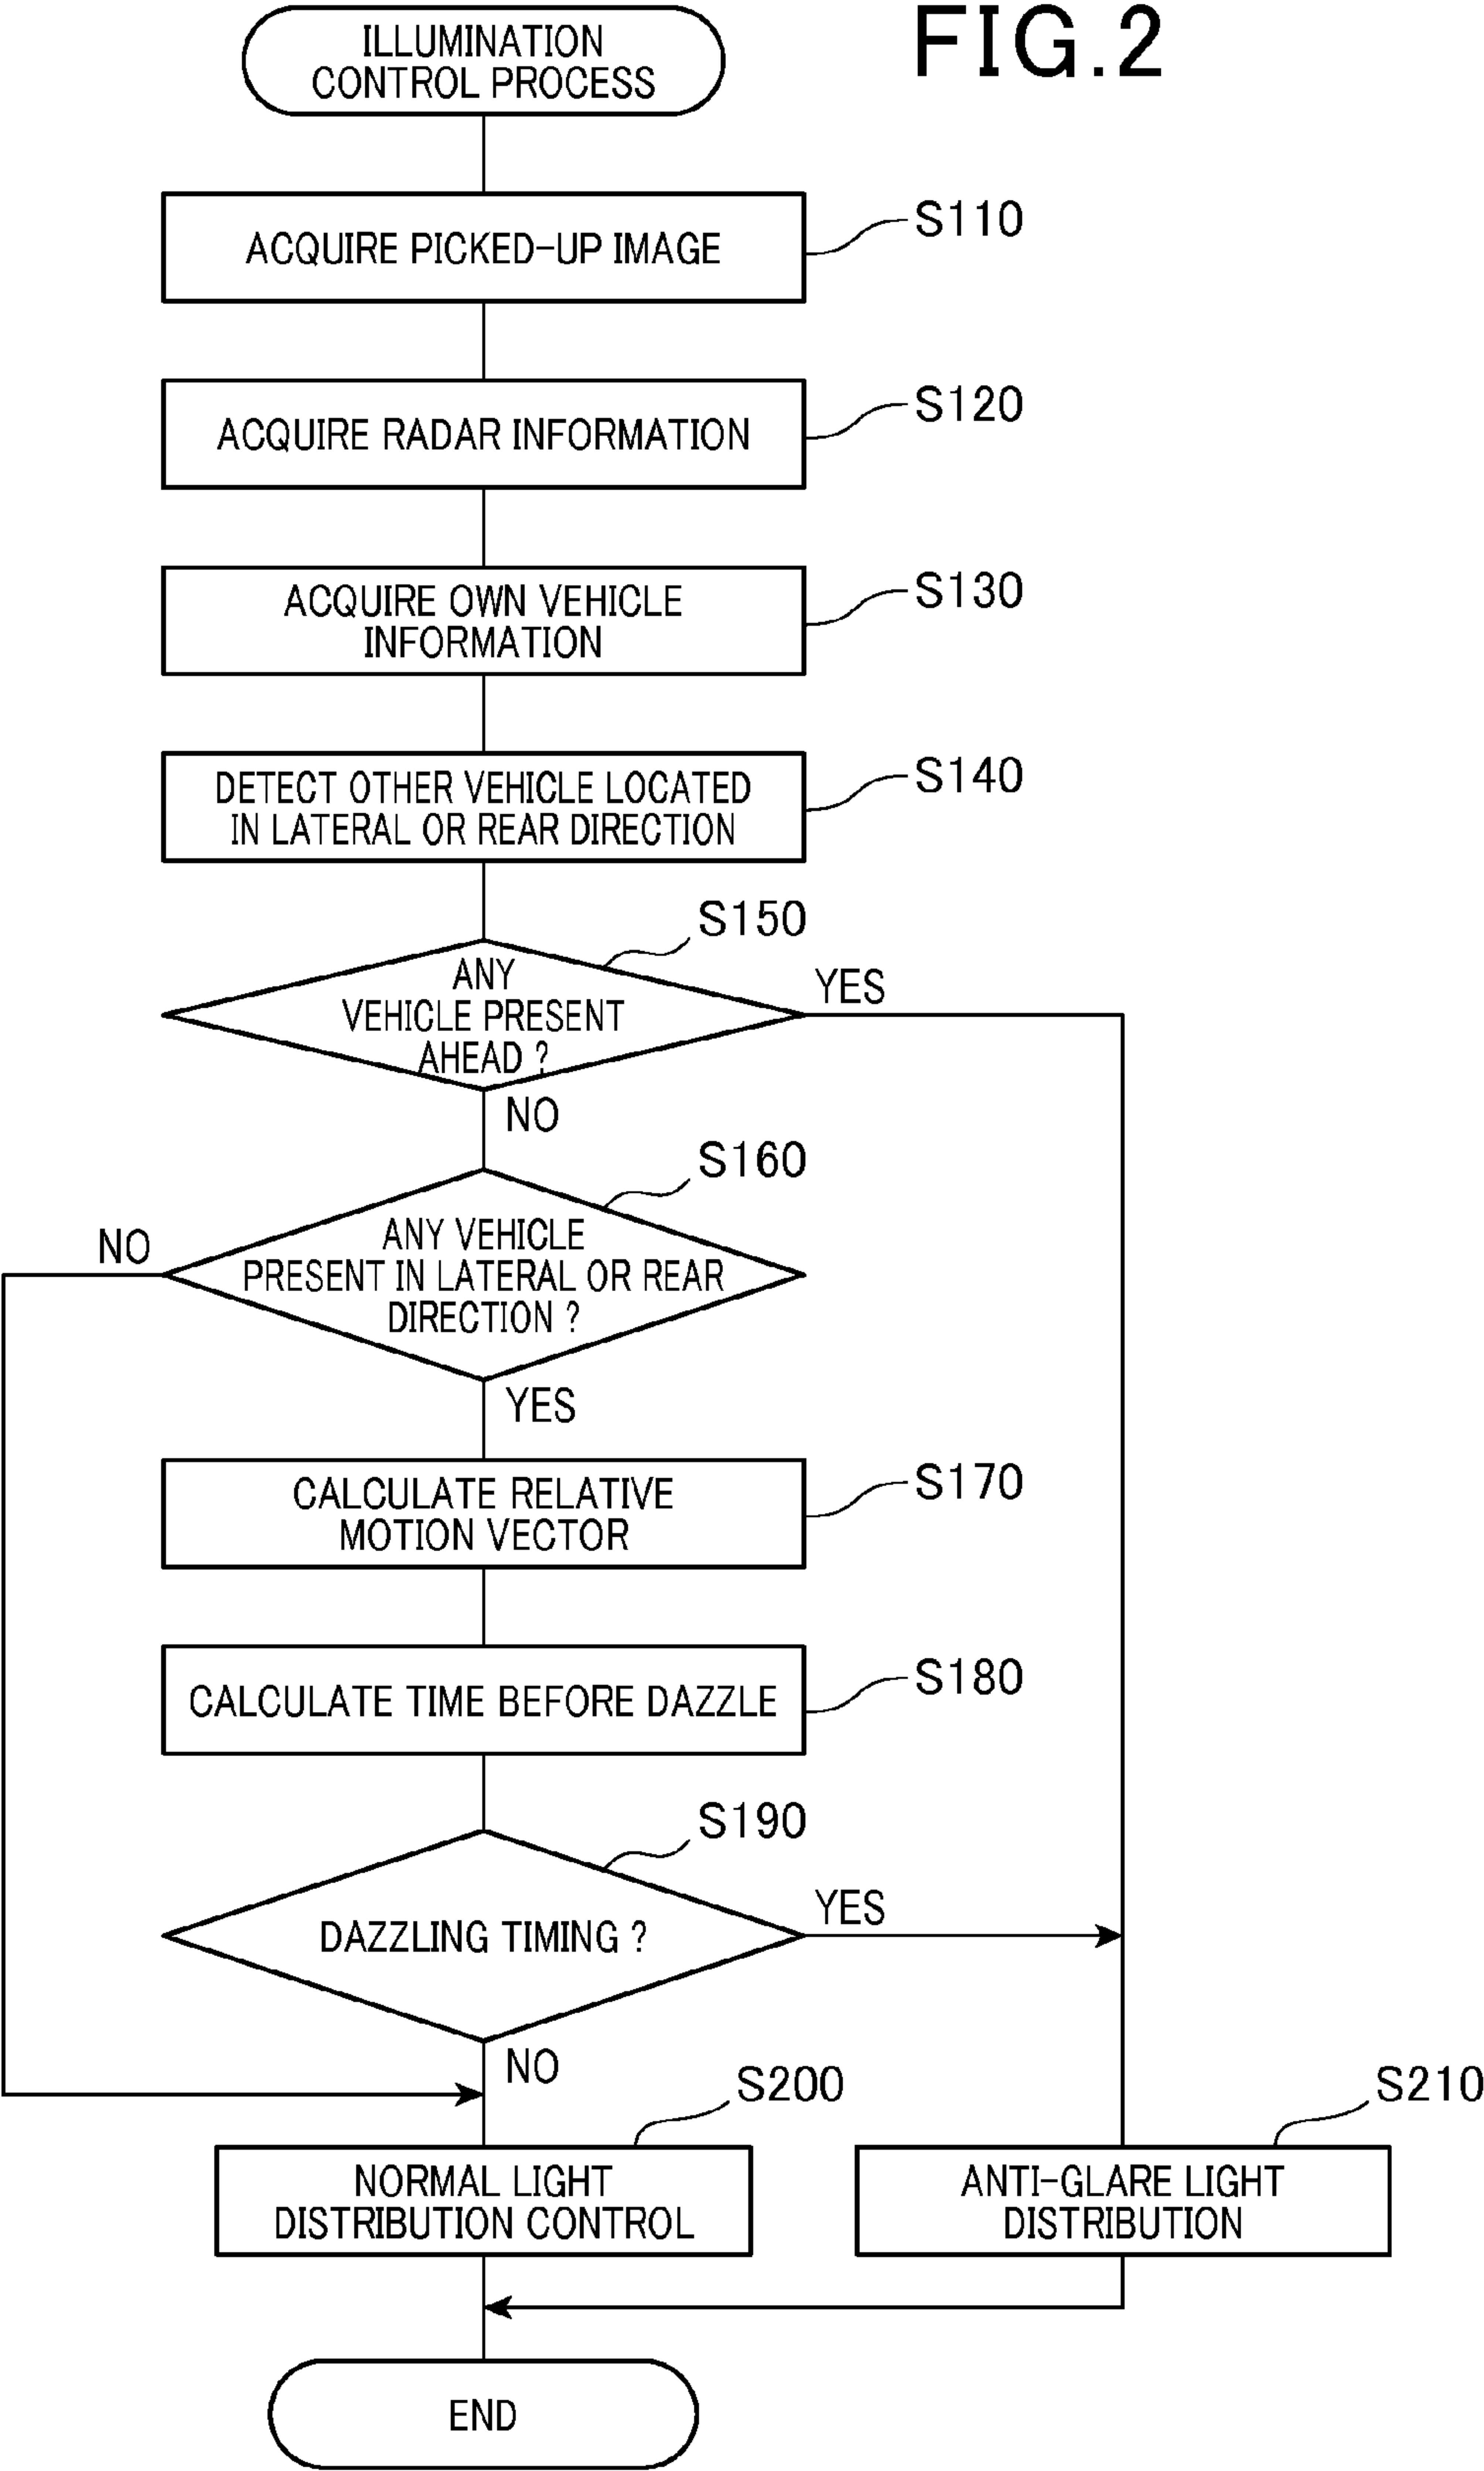 FIG.2
ILLUMINATION
CONTROL PROCESS
ACQUIRE PICKED-UP IMAGE
S110
ACQUIRE RADAR INFORMATION
S120
ACQUIRE OWN VEHICLE
INFORMATION
S130
DETECT OTHER VEHICLE LOCATED
IN LATERAL OR REAR DIRECTION
S140
S150
ANY
VEHICLE PRESENT
AHEAD ?
YES
NO
S160
ANY VEHICLE
PRESENT IN LATERAL OR REAR
DIRECTION ?
NO
YES
CALCULATE RELATIVE
MOTION VECTOR
S170
CALCULATE TIME BEFORE DAZZLE
S180
S190
DAZZLING TIMING ?
YES
NO
S200
NORMAL LIGHT
DISTRIBUTION CONTROL
S210
ANTI-GLARE LIGHT
DISTRIBUTION
END